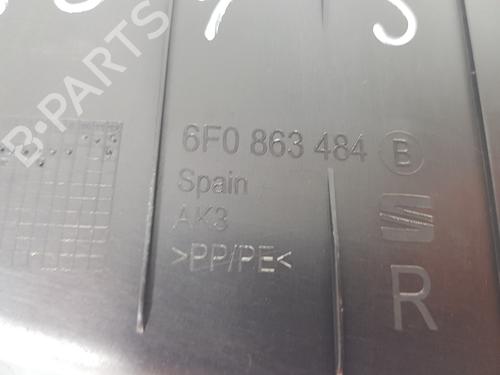 6F0 863 484 B
Spain
AK3
>PP/PE<
R
B-PARTS